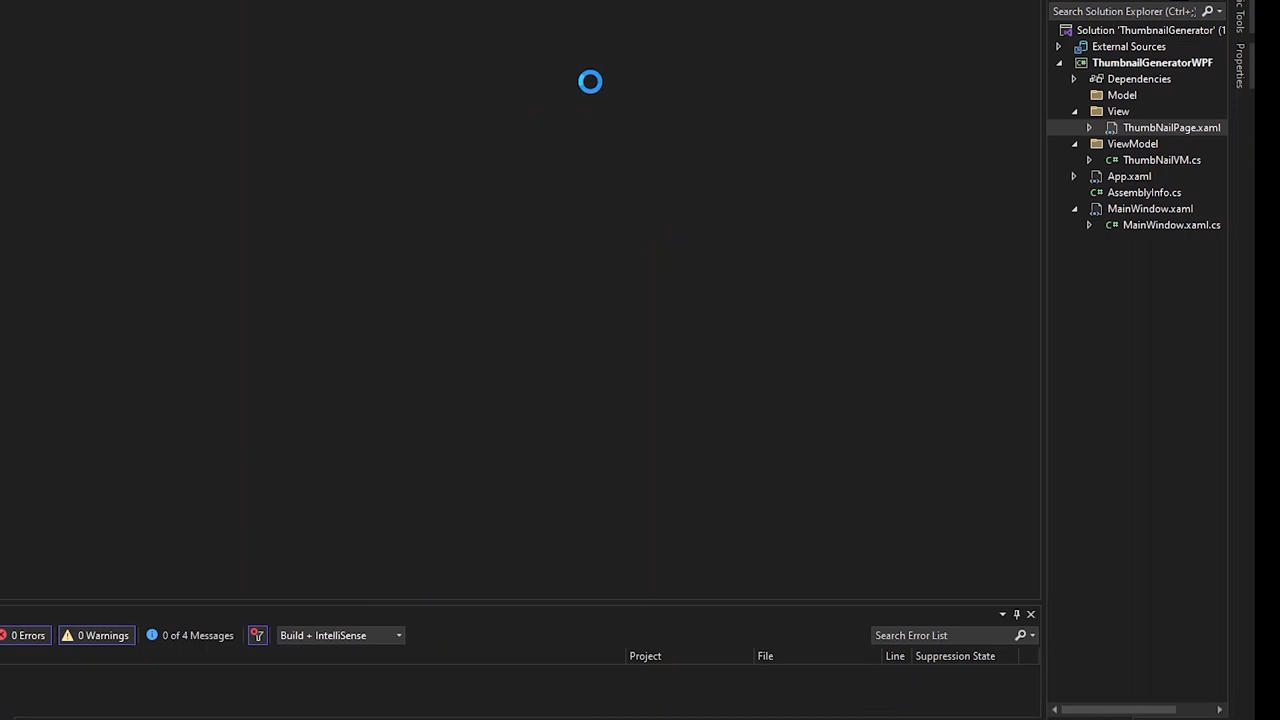 Search Solution Explorer (Ctrl+;)
Solution 'ThumbnailGenerator' (1
External Sources
ThumbnailGeneratorWPF
Dependencies
Model
View
ThumbNailPage.xaml
ViewModel
ThumbNailVM.cs
App.xaml
AssemblyInfo.cs
MainWindow.xaml
MainWindow.xaml.cs
Properties
0 Errors
0 Warnings
0 of 4 Messages
Build + IntelliSense
Search Error List
Project
File
Line
Suppression State